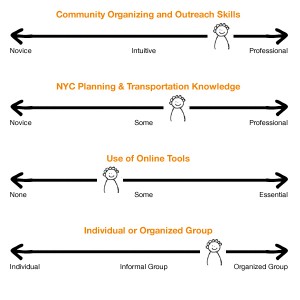 Community Organizing and Outreach Skills
Novice Intuitive Professional
NYC Planning & Transportation Knowledge
Novice Some Professional
Use of Online Tools
None Some Essential
Individual or Organized Group
Individual Informal Group Organized Group